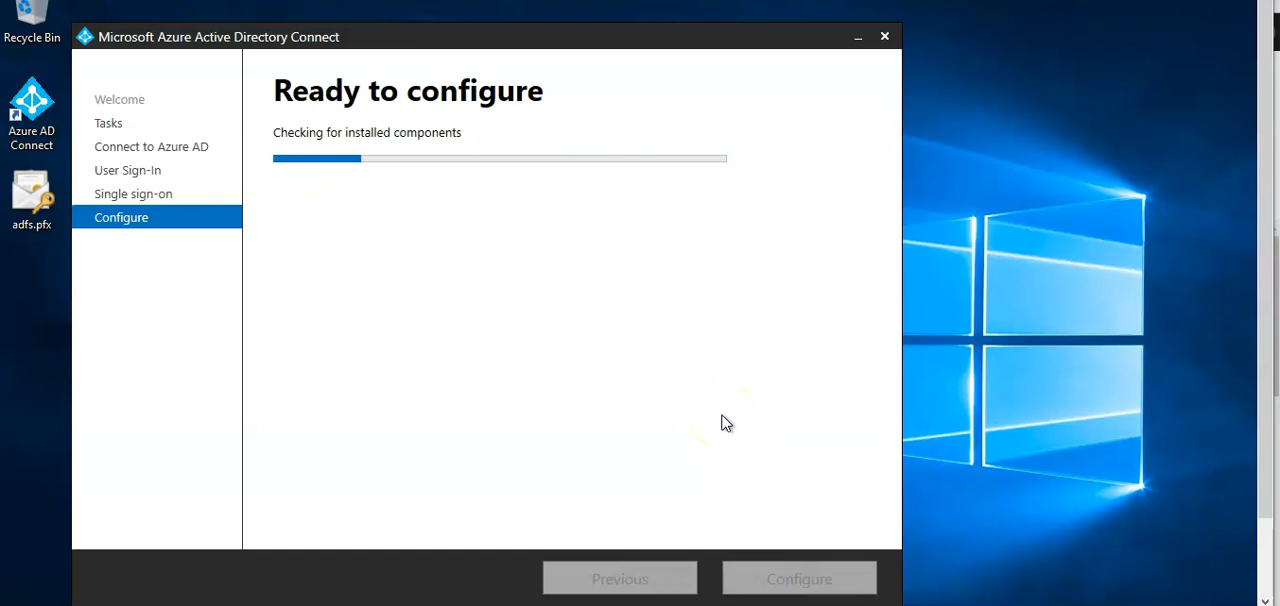 Recycle Bin
Azure AD
Connect
adfs.pfx
Microsoft Azure Active Directory Connect
Welcome
Tasks
Connect to Azure AD
User Sign-In
Single sign-on
Configure
Ready to configure
Checking for installed components
Previous
Configure